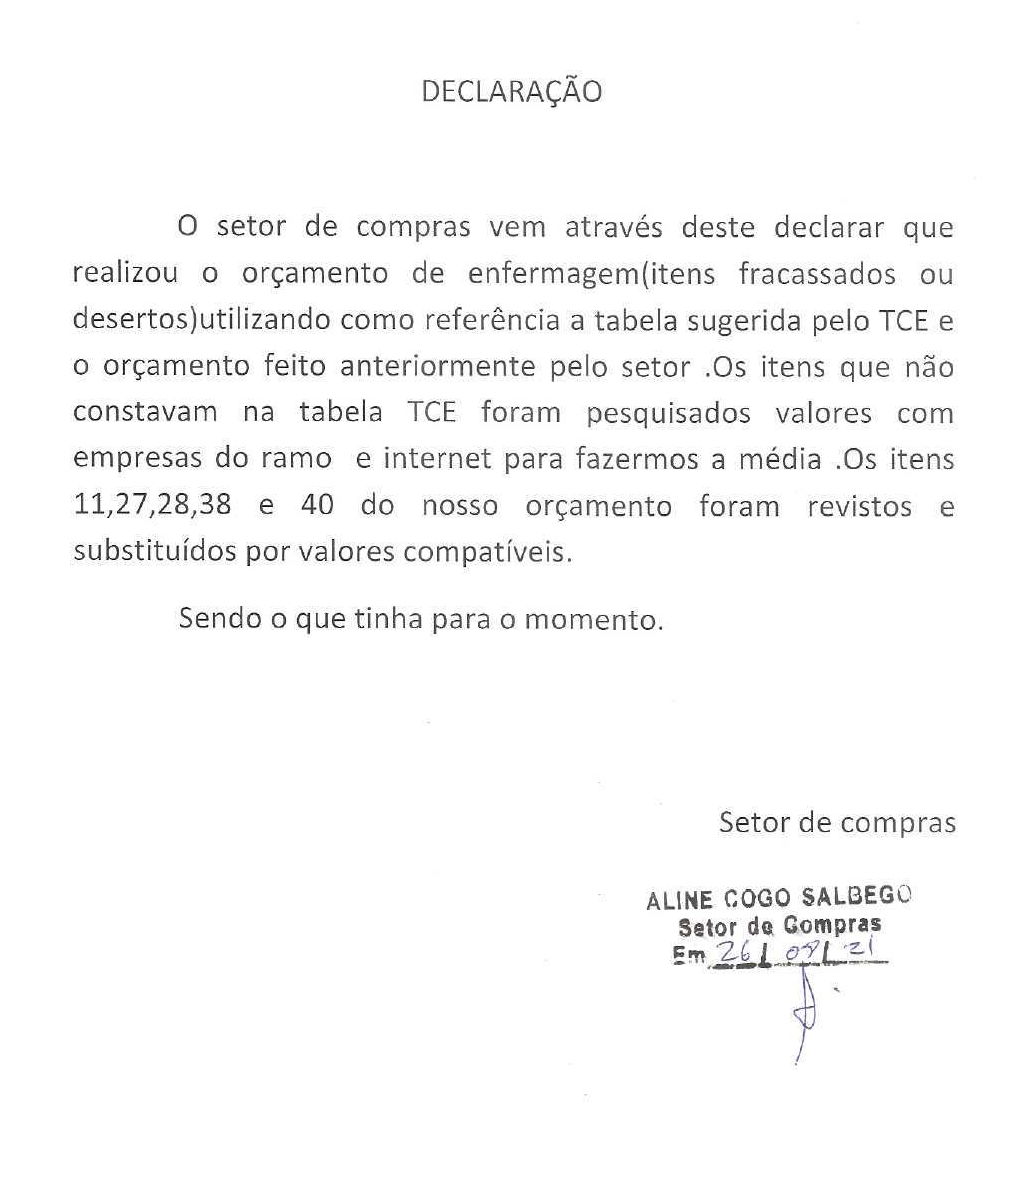 DECLARAÇÃO
O setor de compras vem através deste declarar que
realizou o orçamento de enfermagem(itens fracassados ou
desertos)utilizando como referência a tabela sugerida pelo TCE e
o orçamento feito anteriormente pelo setor .Os itens que não
constavam na tabela TCE foram pesquisados valores com
empresas do ramo  e internet para fazermos a média .Os itens
11,27,28,38 e 40 do nosso orçamento foram revistos e
substituídos por valores compatíveis.
Sendo o que tinha para o momento.
Setor de compras
ALINE COGO SALBEGO
Setor de Compras
Em 26/ /21